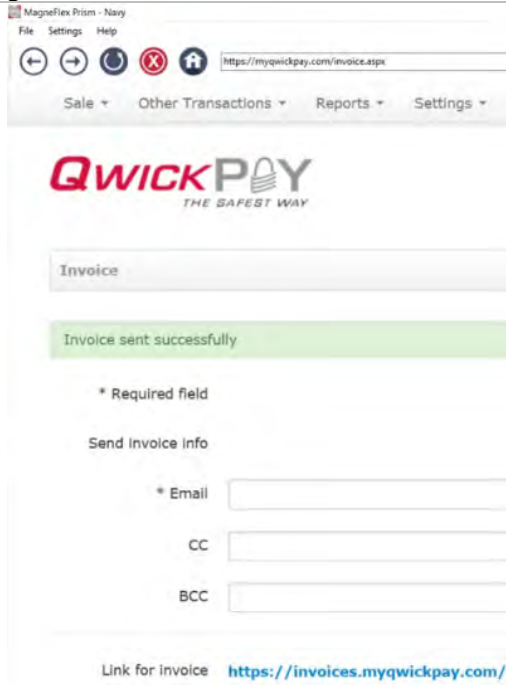 MagneFlex Prism - Navy
File Settings Help
https://myqwickpay.com/invoice.aspx
Sale Other Transactions Reports Settings
QWICKPAY
THE SAFEST WAY
Invoice
Invoice sent successfully
* Required field
Send invoice info
* Email
CC
BCC
Link for invoice https://invoices.myqwickpay.com/